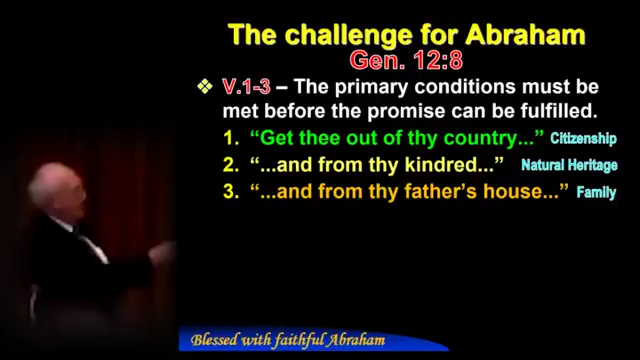 The challenge for Abraham
Gen. 12:8
V.1-3 – The primary conditions must be
met before the promise can be fulfilled.
1. “Get thee out of thy country...” Citizenship
2. “...and from thy kindred...” Natural Heritage
3. “...and from thy father’s house...” Family
Blessed with faithful Abraham